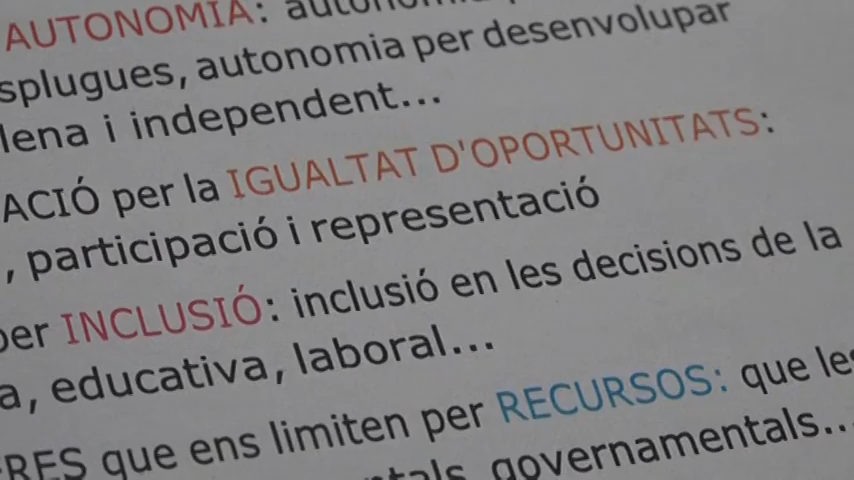 AUTONOMIA:
splugues, autonomia per desenvolupar
lena i independent...
ACIÓ per la IGUALTAT D'OPORTUNITATS:
, participació i representació
per INCLUSIÓ: inclusió en les decisions de la
a, educativa, laboral...
RES que ens limiten per RECURSOS: que les
governamentals...